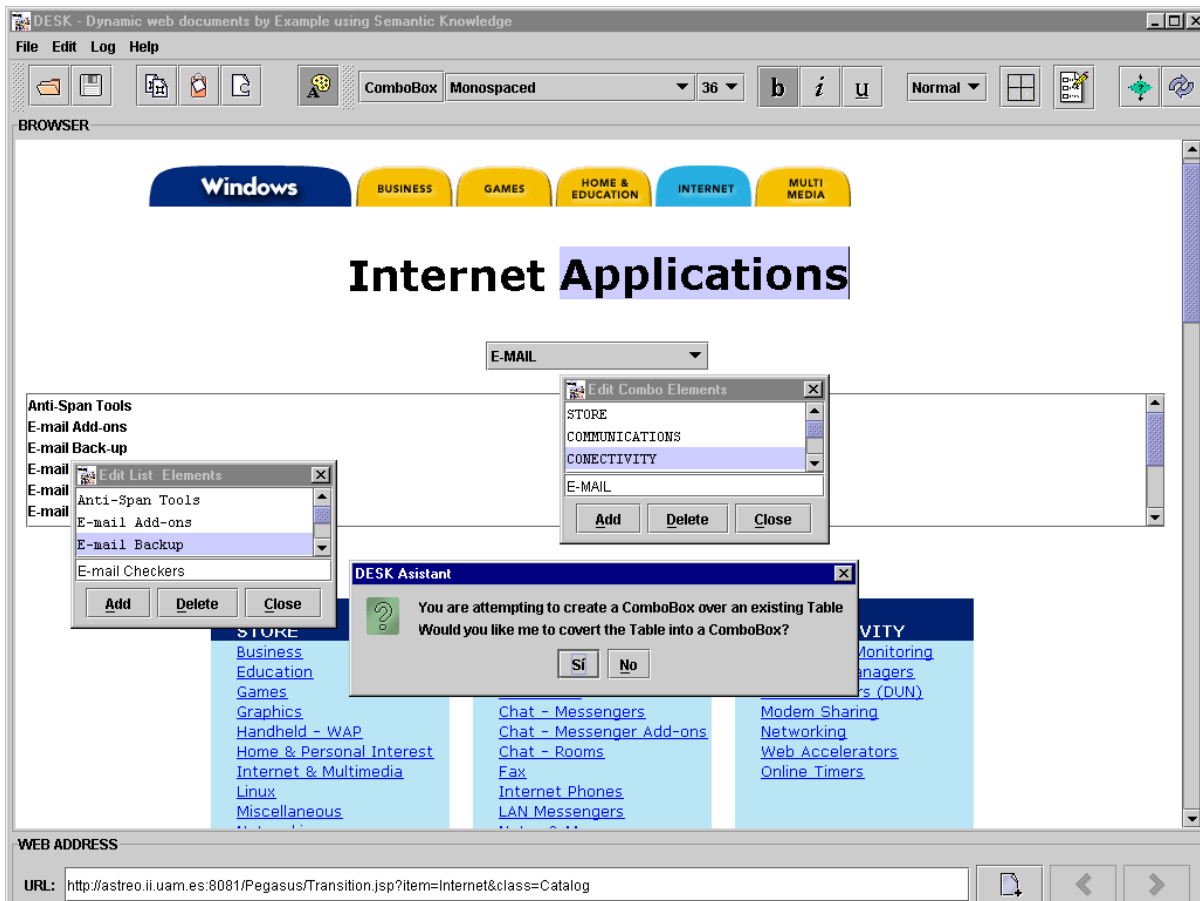 DESK - Dynamic web documents by Example using Semantic Knowledge
File Edit Log Help
ComboBox Monospaced 36 b i u Normal
BROWSER
Windows BUSINESS GAMES HOME & EDUCATION INTERNET MULTI MEDIA
Internet Applications
E-MAIL
Anti-Span Tools
E-mail Add-ons
E-mail Back-up
E-mail
E-mail
E-mail
Edit Combo Elements
STORE
COMMUNICATIONS
CONECTIVITY
E-MAIL
Add Delete Close
Edit List Elements
Anti-Span Tools
E-mail Add-ons
E-mail Backup
E-mail Checkers
Add Delete Close
DESK Asistant
You are attempting to create a ComboBox over an existing Table
Would you like me to covert the Table into a ComboBox?
Sí No
STORE
Business
Education
Games
Graphics
Handheld - WAP
Home & Personal Interest
Internet & Multimedia
Linux
Miscellaneous
Chat - Messengers
Chat - Messenger Add-ons
Chat - Rooms
Fax
Internet Phones
LAN Messengers
VITY
Monitoring
anagers
s (DUN)
Modem Sharing
Networking
Web Accelerators
Online Timers
WEB ADDRESS
URL: http://astreo.ii.uam.es:8081/Pegasus/Transition.jsp?item=Internet&class=Catalog